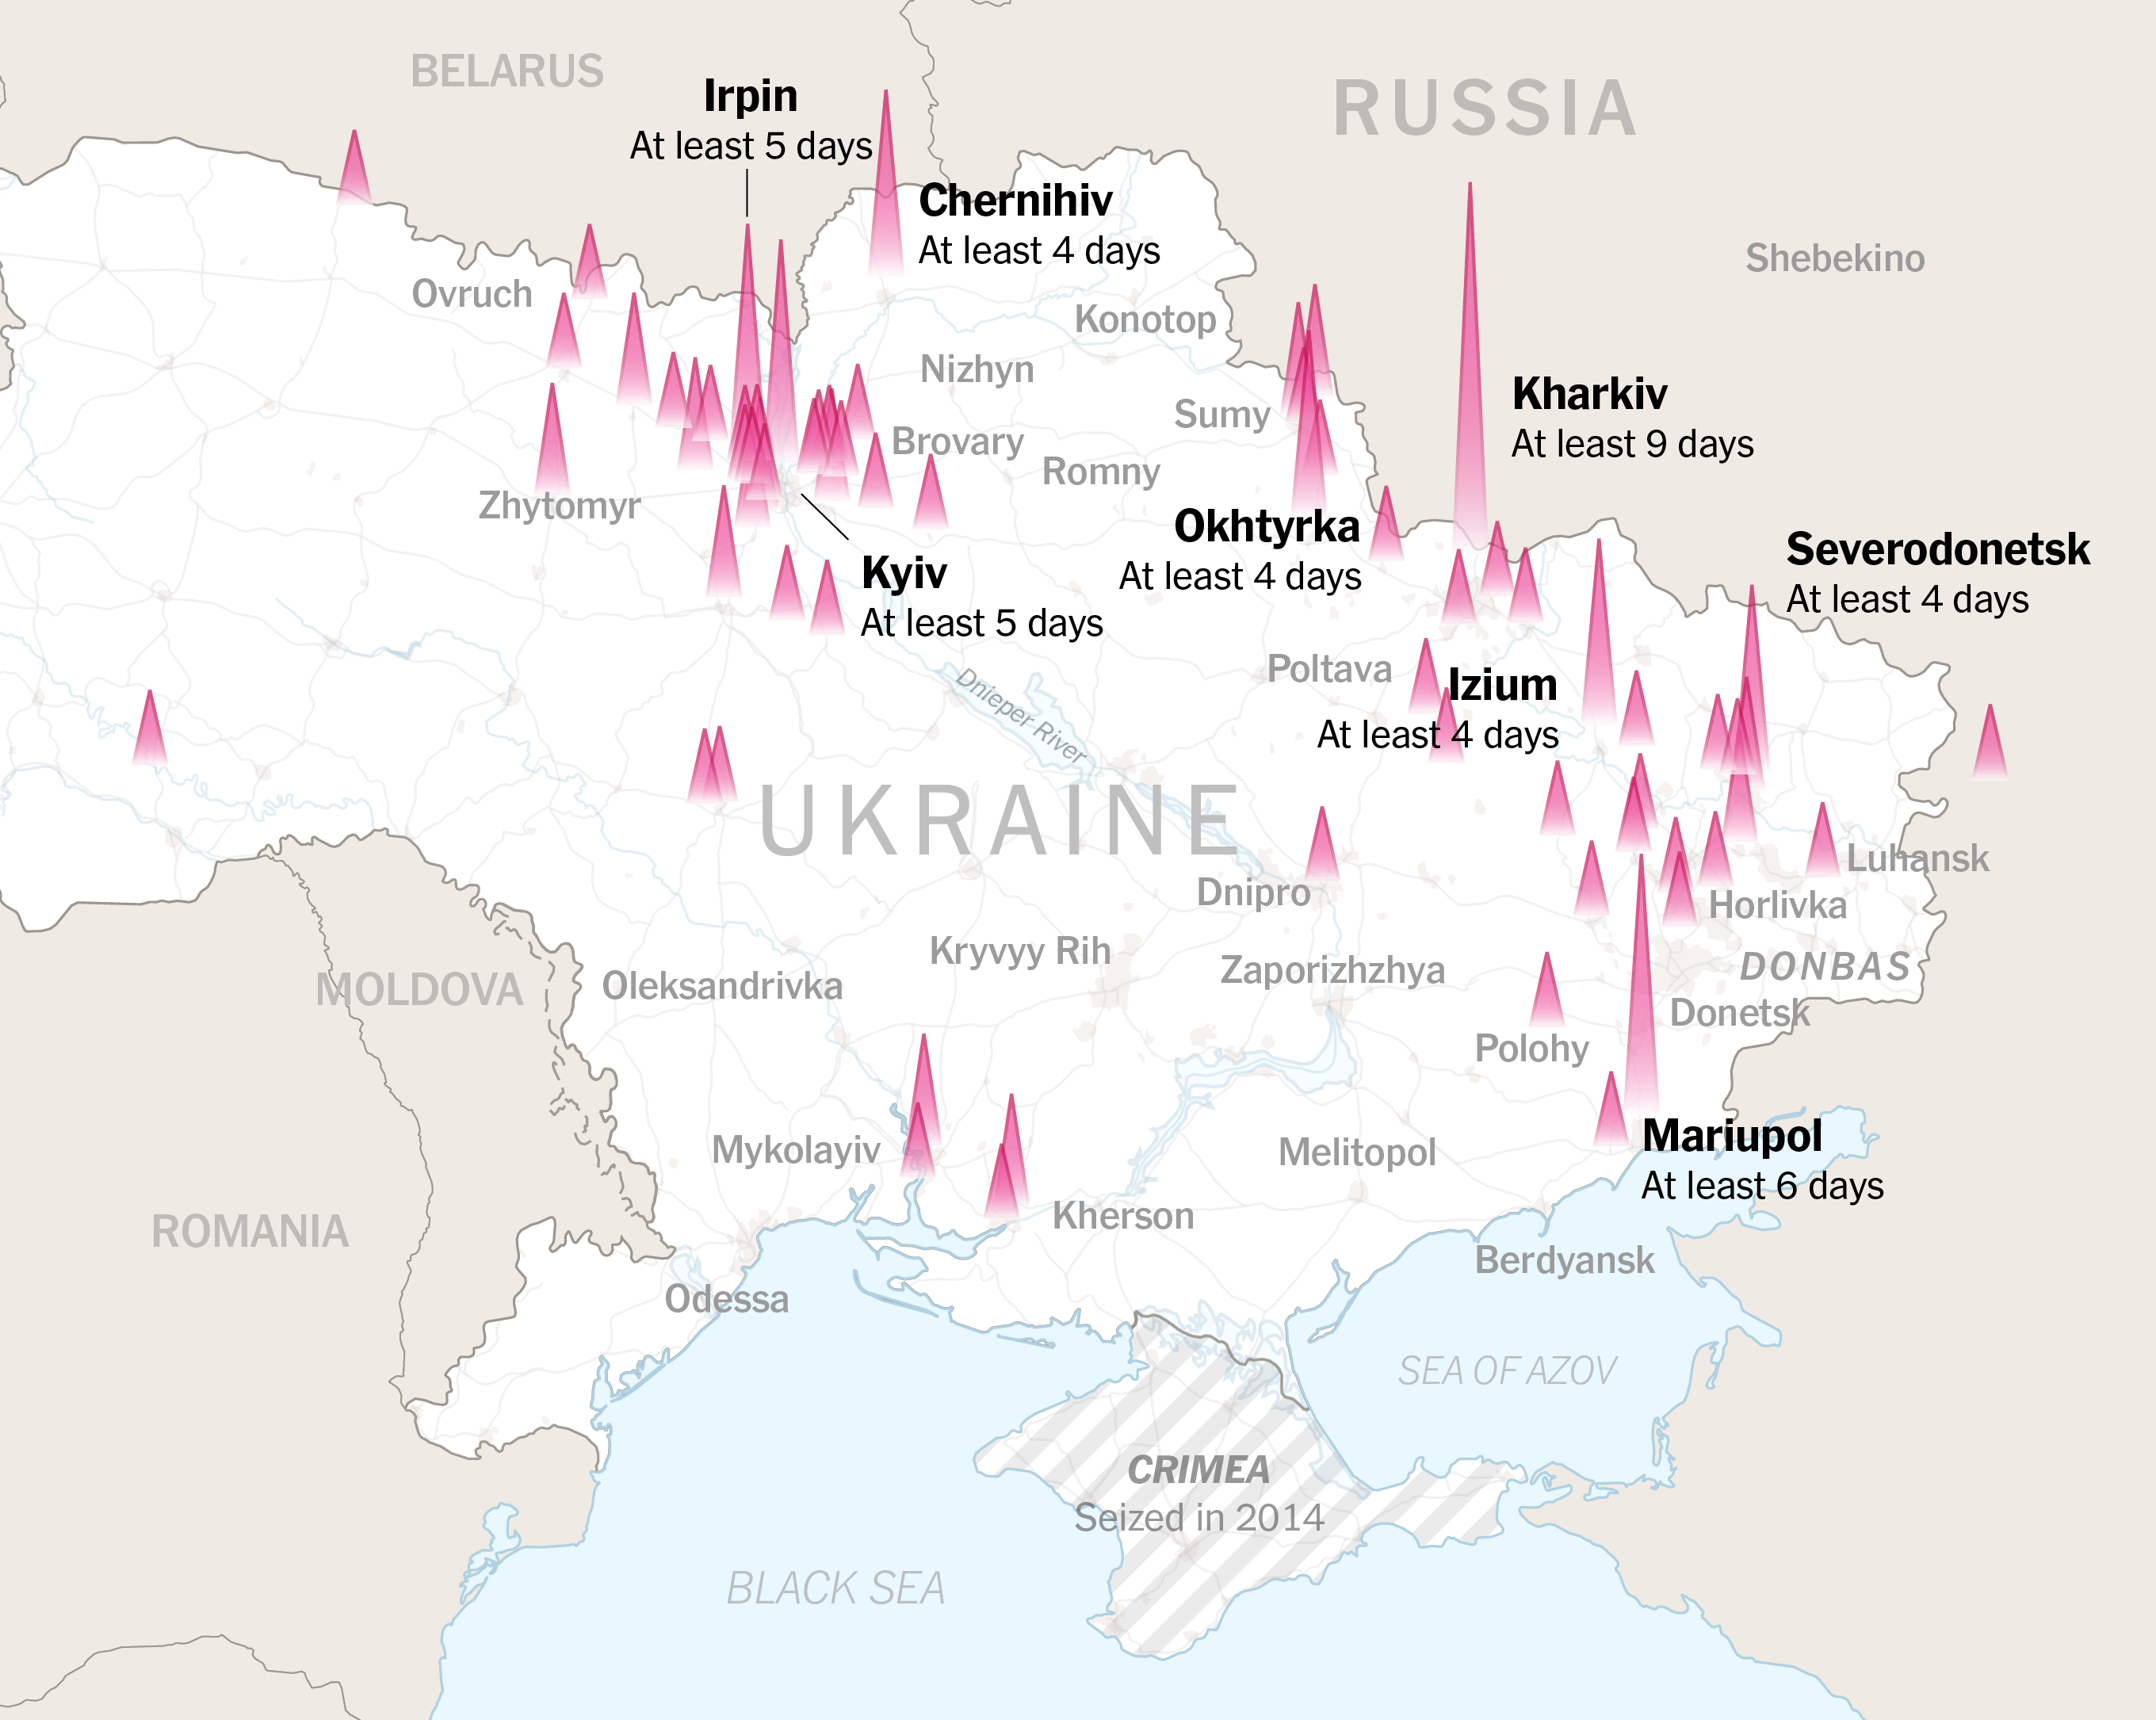 BELARUS
RUSSIA
Irpin
At least 5 days
Chernihiv
At least 4 days
Shebekino
Ovruch
Konotop
Nizhyn
Kharkiv
At least 9 days
Sumy
Brovary
Romny
Zhytomyr
Okhtyrka
At least 4 days
Severodonetsk
At least 4 days
Kyiv
At least 5 days
Poltava
Izium
At least 4 days
Dnieper River
UKRAINE
Luhansk
Dnipro
Horlivka
Kryvyy Rih
Zaporizhzhya
DONBAS
MOLDOVA
Oleksandrivka
Donetsk
Polohy
Mykolayiv
Melitopol
Mariupol
At least 6 days
Kherson
ROMANIA
Berdyansk
Odessa
SEA OF AZOV
CRIMEA
Seized in 2014
BLACK SEA